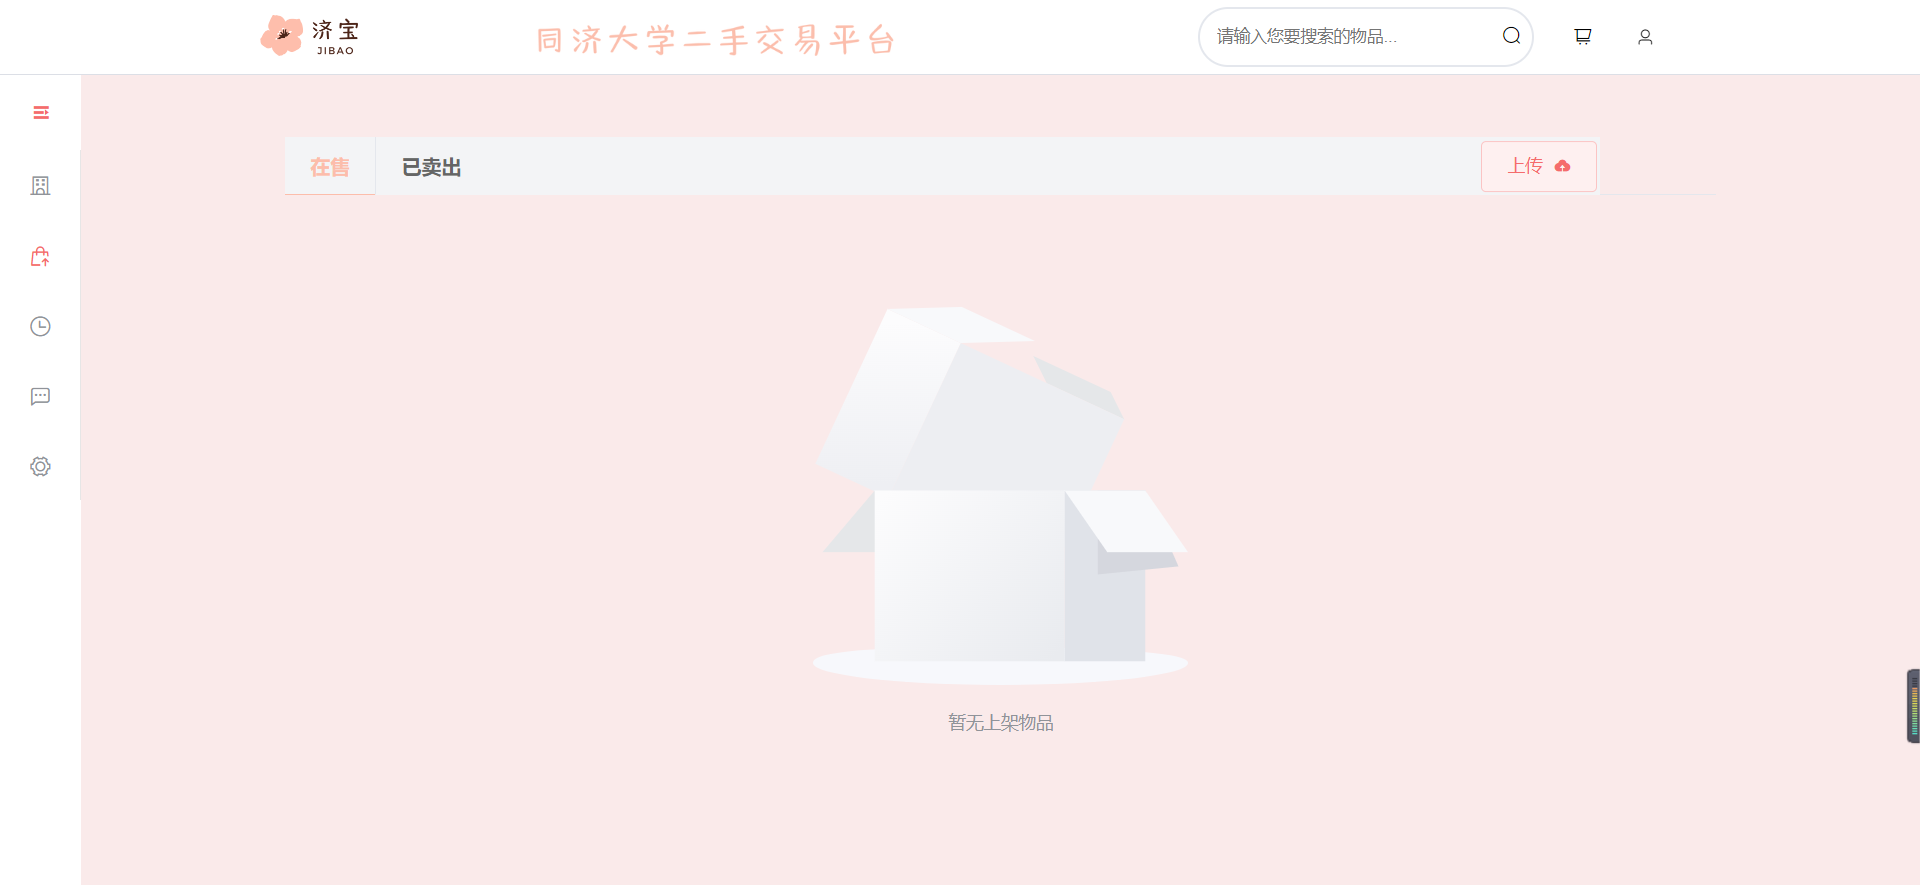 济宝
JIBAO
同济大学二手交易平台
请输入您要搜索的物品...
在售
已卖出
上传
暂无上架物品